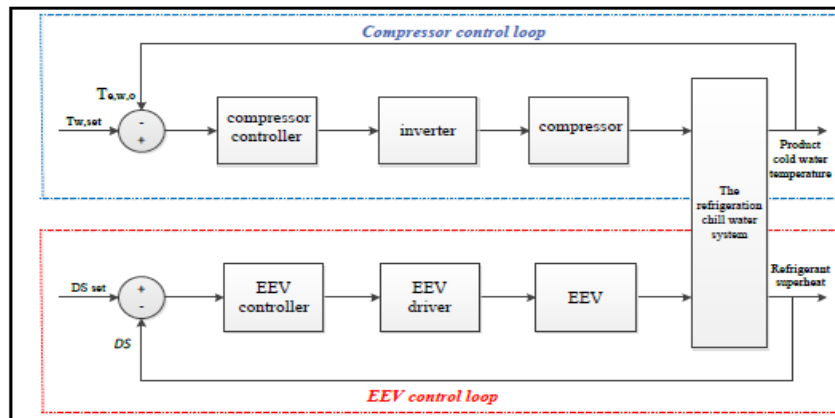 Compressor control loop
Te,w,o
Tw,set
-
+
compressor
controller
inverter
compressor
Product
cold water
temperature
The
refrigeration
chill water
system
DS set
+
-
EEV
controller
EEV
driver
EEV
Refrigerant
superheat
DS
EEV control loop